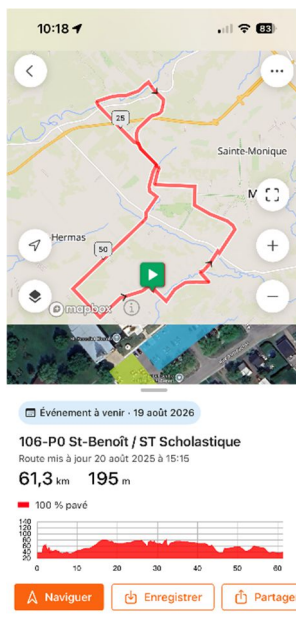 10:18
83
25
Sainte-Monique
M
Hermas
50
mapbox
Événement à venir · 19 août 2026
106-P0 St-Benoît / ST Scholastique
Route mis à jour 20 août 2025 à 15:15
61,3 km 195 m
100 % pavé
140
120
100
80
60
40
20
0 10 20 30 40 50 60
Naviguer
Enregistrer
Partage